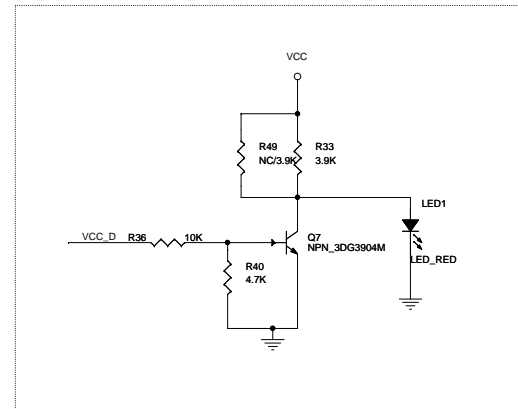 VCC
R49
NC/3.9K
R33
3.9K
LED1
VCC_D
R36
10K
Q7
NPN_3DG3904M
LED_RED
R40
4.7K